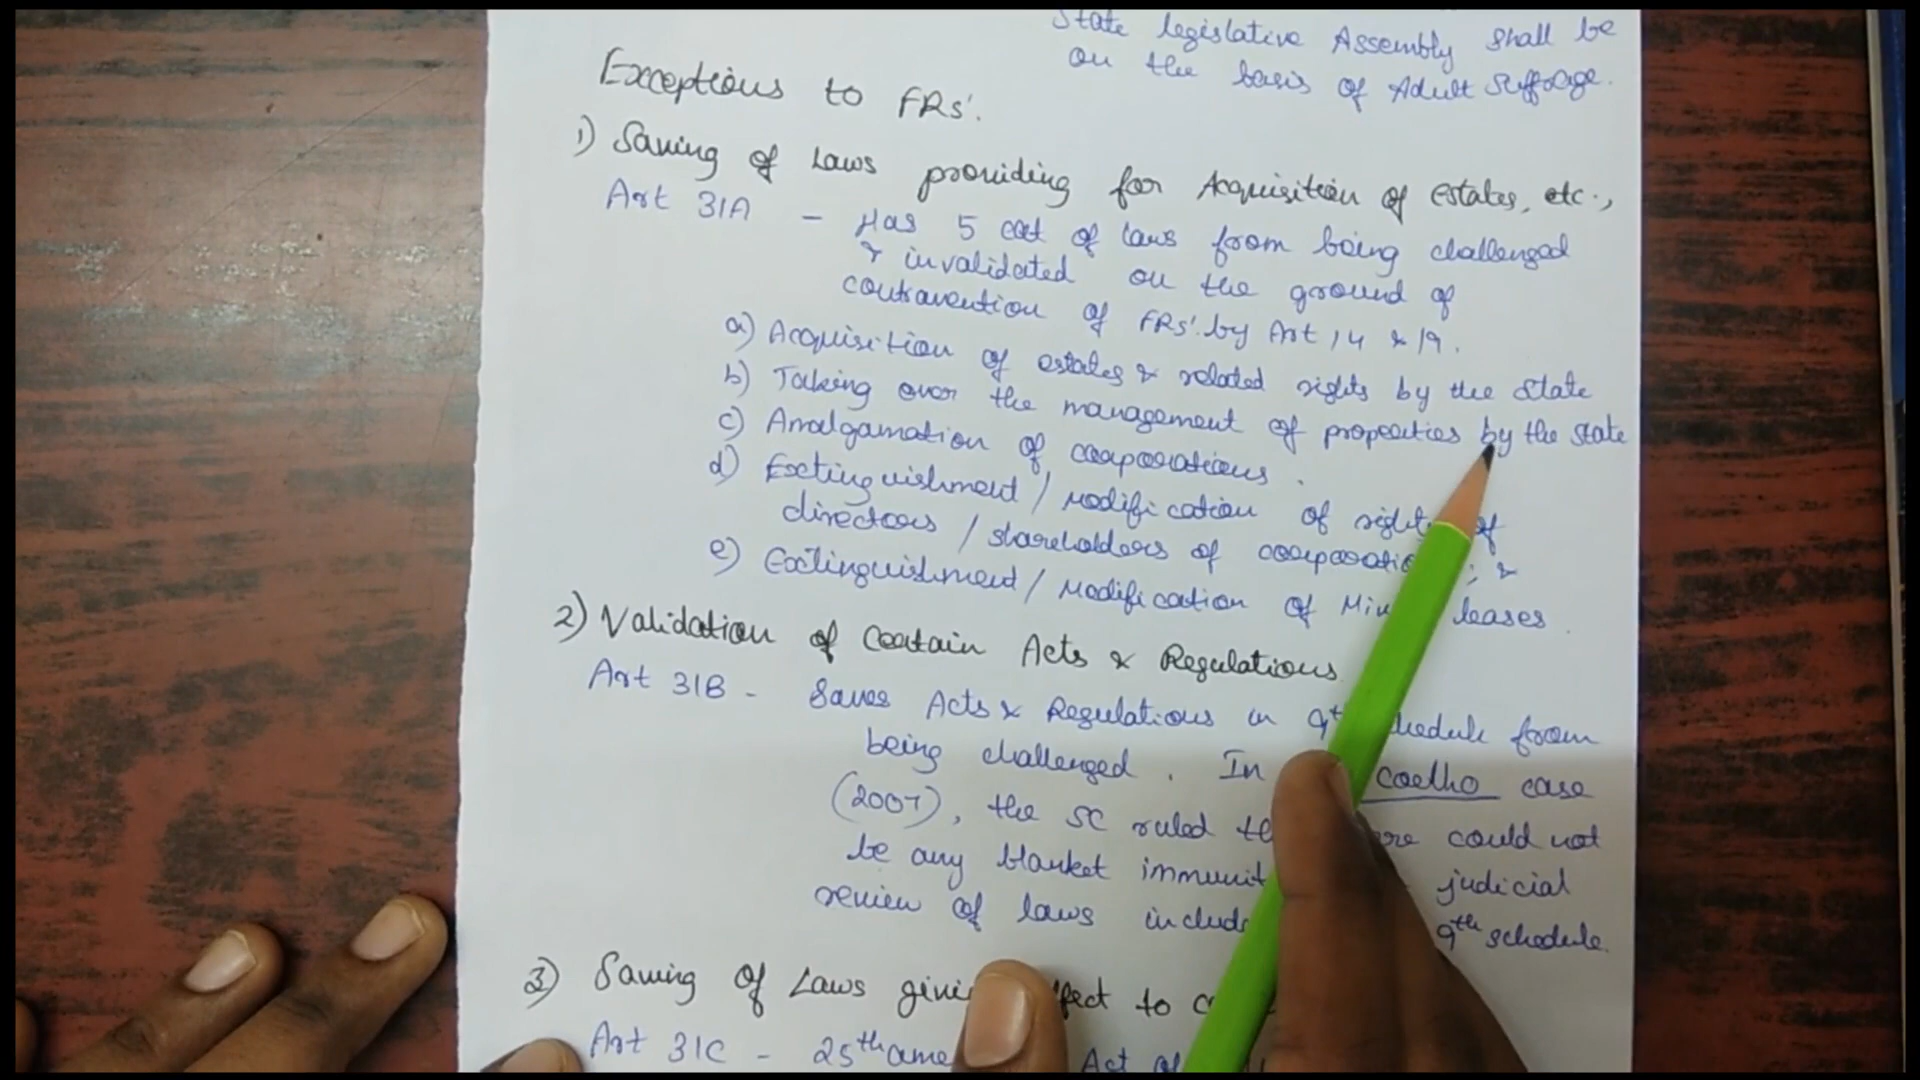 State legislative Assembly shall be
on the basis of Adult Suffrage.
Exceptions to FRs'.
1) Saving of Laws providing for Acquisition of estates, etc.,
Art 31A - Has 5 cat of laws from being challenged
& invalidated on the ground of
contravention of FRs' by Art 14 & 19.
a) Acquisition of estates & related rights by the State
b) Taking over the management of properties by the state
c) Amalgamation of corporations.
d) Extinguishment / Modification of rights of
directors / shareholders of corporatio ; &
e) Extinguishment / Modification of Min leases.
2) Validation of Certain Acts & Regulations
Art 31B - Saves Acts & Regulations in 9th schedule from
being challenged. In Coelho case
(2007), the SC ruled could not
be any blanket immunit judicial
review of laws includ 9th schedule.
3) Saving of Laws givi effect to
Art 31C - 25th ame Act